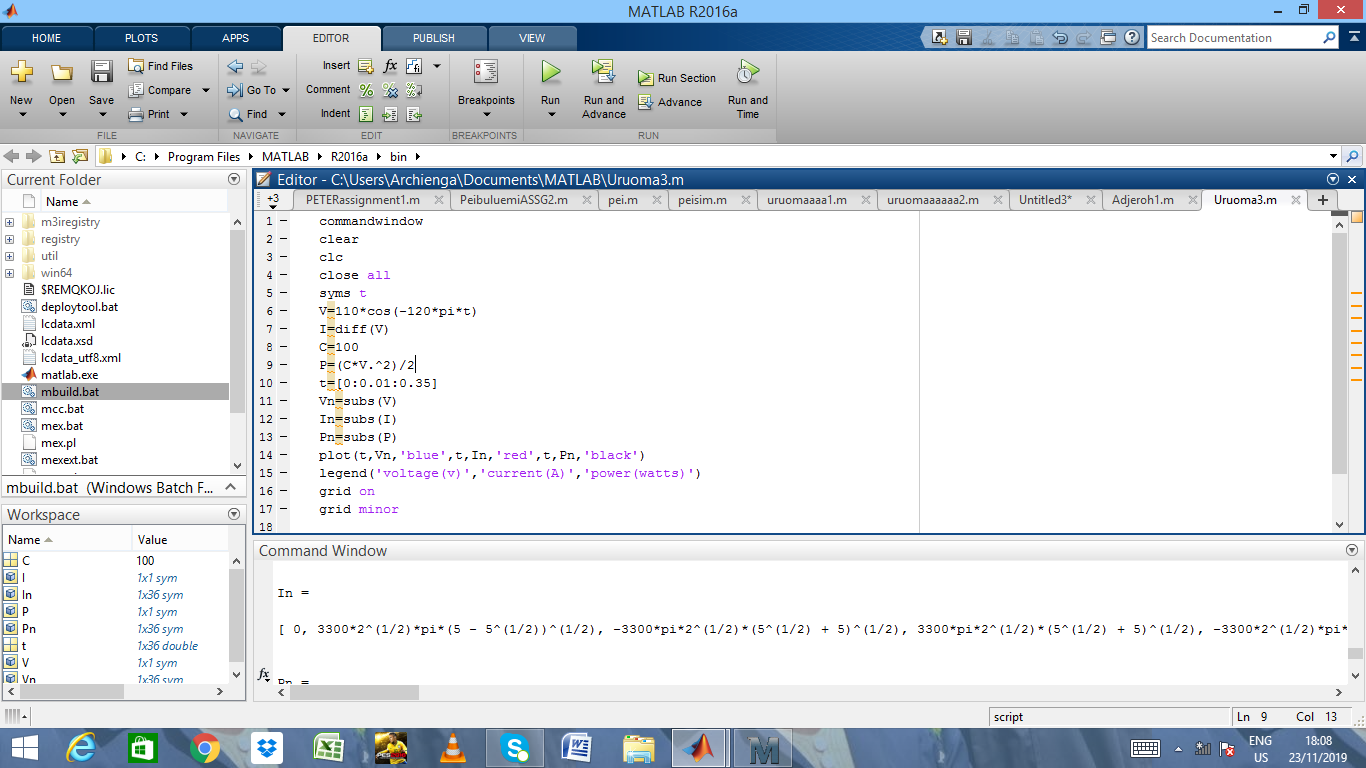 MATLAB R2016a
HOME PLOTS APPS EDITOR PUBLISH VIEW
Search Documentation
New Open Save
Find Files
Compare
Print
Go To
Find
Insert fx
Comment
Indent
Breakpoints
Run
Run and Advance
Run Section
Advance
Run and Time
FILE NAVIGATE EDIT BREAKPOINTS RUN
C: Program Files MATLAB R2016a bin
Current Folder
Name
m3iregistry
registry
util
win64
$REMQKOJ.lic
deploytool.bat
lcdata.xml
lcdata.xsd
lcdata_utf8.xml
matlab.exe
mbuild.bat
mcc.bat
mex.bat
mex.pl
mexext.bat
mbuild.bat (Windows Batch F...
Workspace
Name Value
C 100
I 1x1 sym
In 1x36 sym
P 1x1 sym
Pn 1x36 sym
t 1x36 double
V 1x1 sym
Vn 1x36 sym
Editor - C:\Users\Archienga\Documents\MATLAB\Uruoma3.m
+3 PETERassignment1.m PeibuluemiASSG2.m pei.m peisim.m uruomaaaa1.m uruomaaaaaa2.m Untitled3* Adjeroh1.m Uruoma3.m
1 commandwindow
2 clear
3 clc
4 close all
5 syms t
6 V=110*cos(-120*pi*t)
7 I=diff(V)
8 C=100
9 P=(C*V.^2)/2
10 t=[0:0.01:0.35]
11 Vn=subs(V)
12 In=subs(I)
13 Pn=subs(P)
14 plot(t,Vn,'blue',t,In,'red',t,Pn,'black')
15 legend('voltage(v)','current(A)','power(watts)')
16 grid on
17 grid minor
18
Command Window
In =
[ 0, 3300*2^(1/2)*pi*(5 - 5^(1/2))^(1/2), -3300*pi*2^(1/2)*(5^(1/2) + 5)^(1/2), 3300*pi*2^(1/2)*(5^(1/2) + 5)^(1/2), -3300*2^(1/2)*pi*
Pn =
fx
script Ln 9 Col 13
ENG
US
18:08
23/11/2019